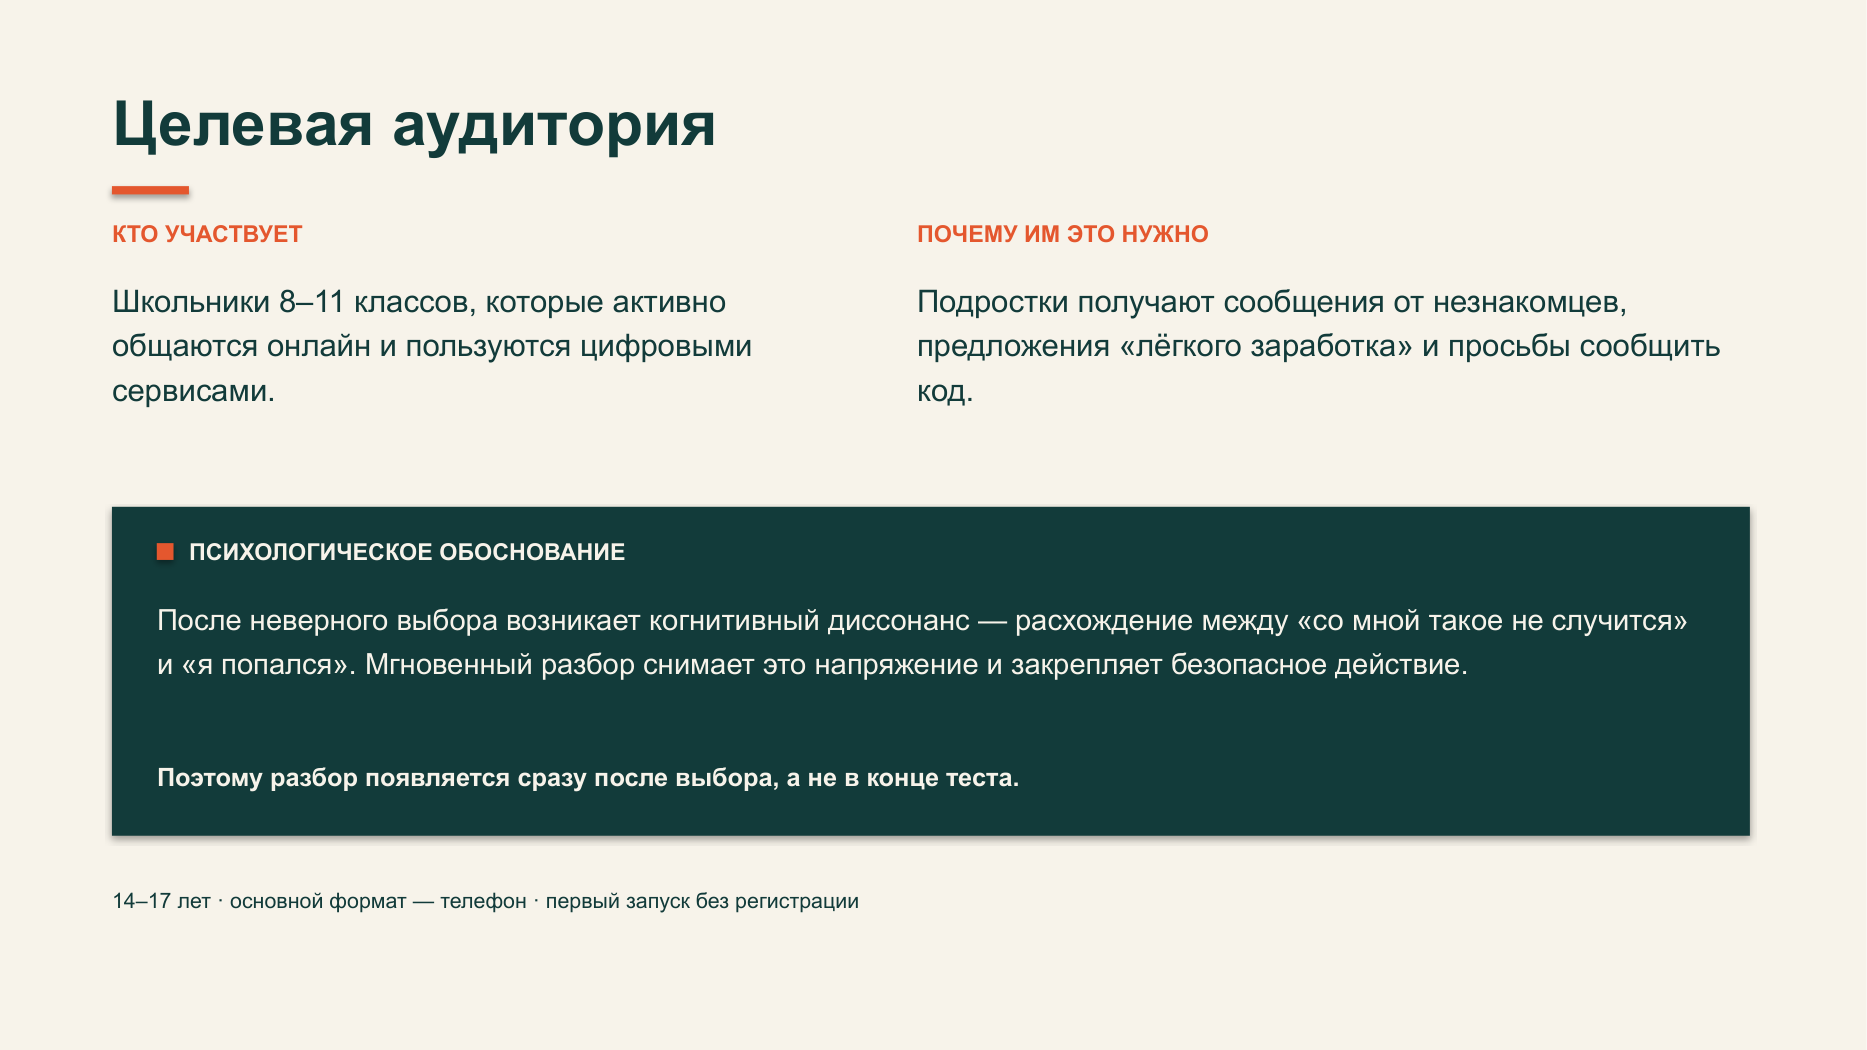 Целевая аудитория
КТО УЧАСТВУЕТ
Школьники 8–11 классов, которые активно
общаются онлайн и пользуются цифровыми
сервисами.
ПОЧЕМУ ИМ ЭТО НУЖНО
Подростки получают сообщения от незнакомцев,
предложения «лёгкого заработка» и просьбы сообщить
код.
ПСИХОЛОГИЧЕСКОЕ ОБОСНОВАНИЕ
После неверного выбора возникает когнитивный диссонанс — расхождение между «со мной такое не случится»
и «я попался». Мгновенный разбор снимает это напряжение и закрепляет безопасное действие.
Поэтому разбор появляется сразу после выбора, а не в конце теста.
14–17 лет · основной формат — телефон · первый запуск без регистрации